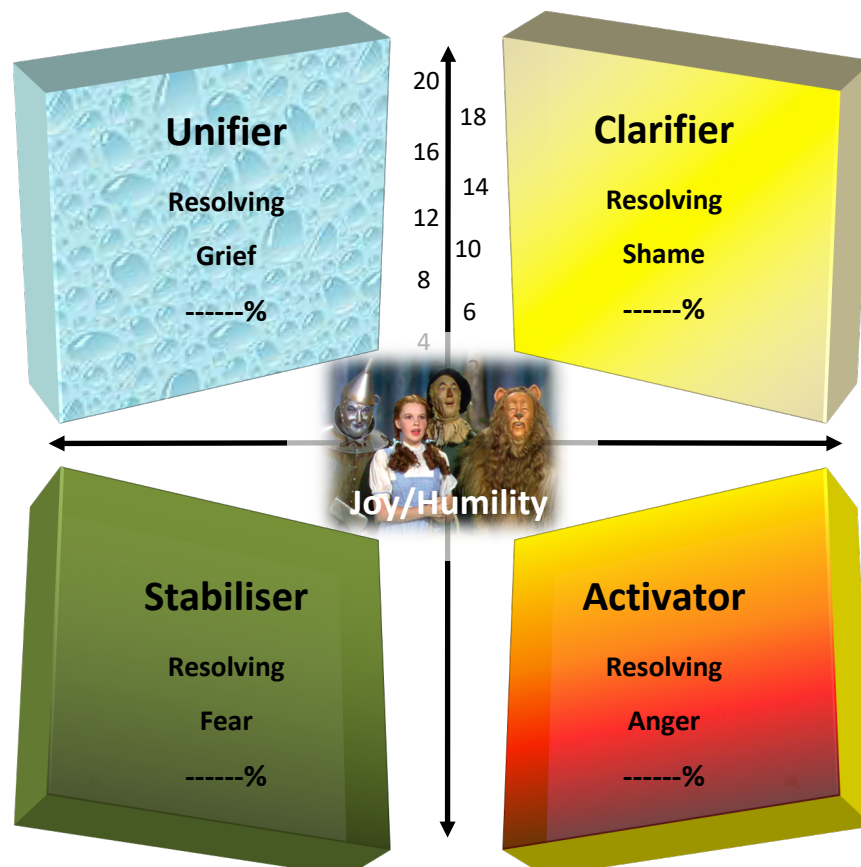 Unifier
Resolving
Grief
------%
20
18
16
14
12
10
8
6
4
2
Clarifier
Resolving
Shame
------%
Joy/Humility
Stabiliser
Resolving
Fear
------%
Activator
Resolving
Anger
------%